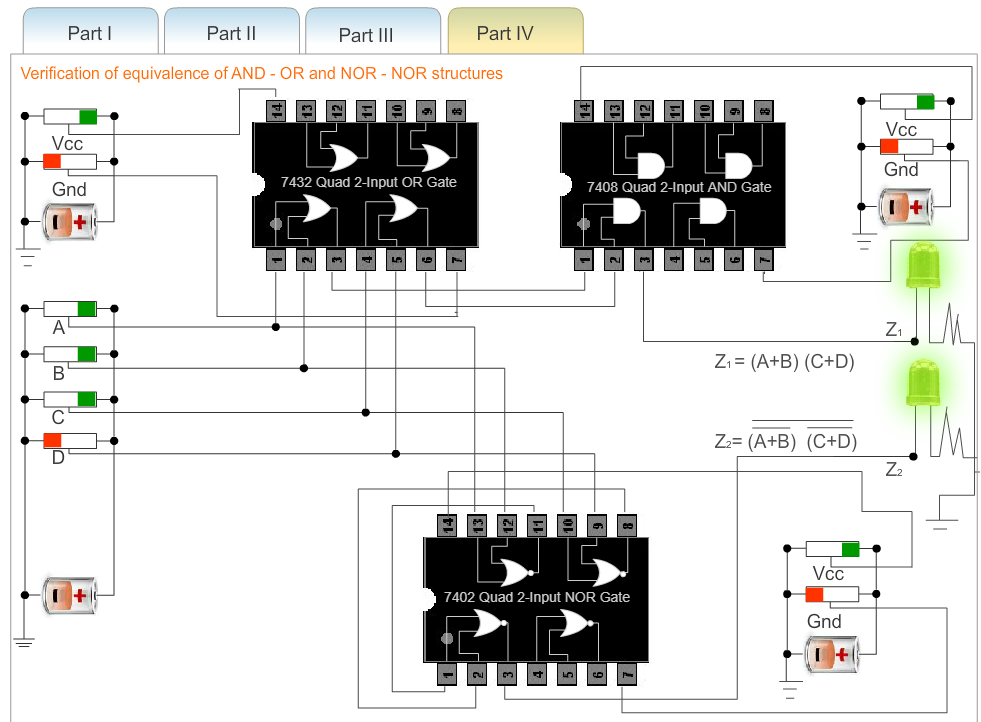 Part I Part II Part III Part IV
Verification of equivalence of AND - OR and NOR - NOR structures
14 13 12 11 10 9 8
14 13 12 11 10 9 8
Vcc
Gnd
- +
7432 Quad 2-Input OR Gate
7408 Quad 2-Input AND Gate
Vcc
Gnd
- +
1 2 3 4 5 6 7
1 2 3 4 5 6 7
A
B
C
D
Z1
Z1 = (A+B) (C+D)
Z2= (A+B) (C+D)
Z2
14 13 12 11 10 9 8
7402 Quad 2-Input NOR Gate
- +
Vcc
Gnd
- +
1 2 3 4 5 6 7